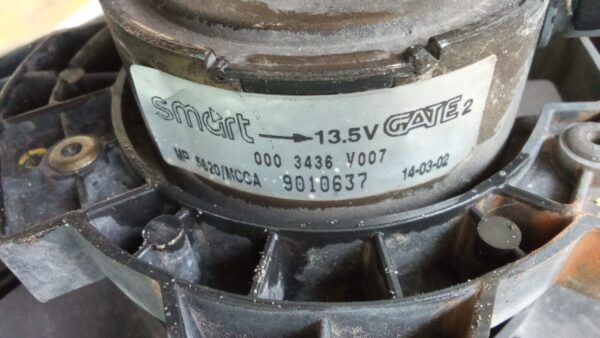 smart → 13.5V GATE 2
000 3436 V007
MP 5620/MCCA 9010637 14-03-02